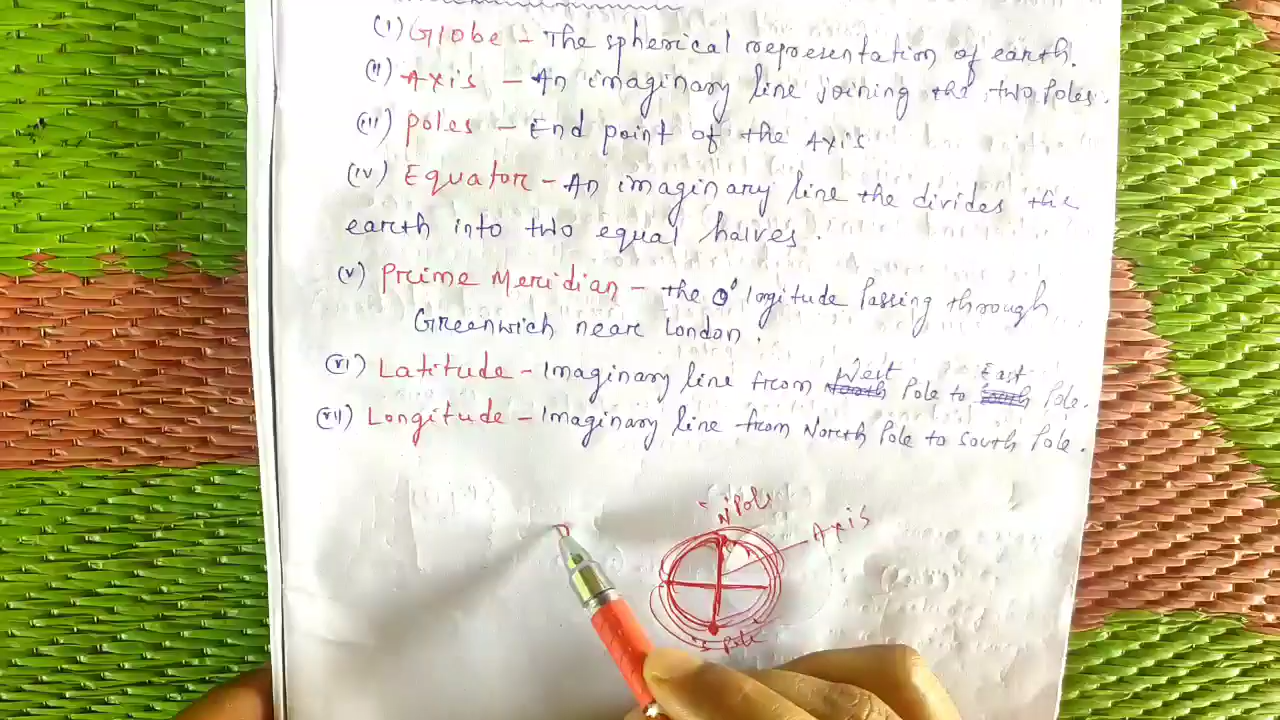 (i) Globe - The spherical representation of earth.
(ii) Axis - An imaginary line joining the two Poles.
(iii) Poles - End point of the Axis
(iv) Equator - An imaginary line the divides the
earth into two equal halves.
(v) Prime Meridian - the 0° logitude Passing through
Greenwich near London.
(vi) Latitude - Imaginary line from West Pole to East Pole.
(vii) Longitude - Imaginary line from North Pole to South Pole.
N Pole
Axis
S Pole